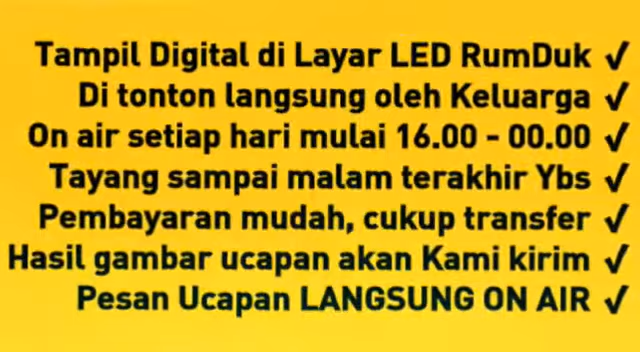 Tampil Digital di Layar LED RumDuk ✓
Di tonton langsung oleh Keluarga ✓
On air setiap hari mulai 16.00 - 00.00 ✓
Tayang sampai malam terakhir Ybs ✓
Pembayaran mudah, cukup transfer ✓
Hasil gambar ucapan akan Kami kirim ✓
Pesan Ucapan LANGSUNG ON AIR ✓